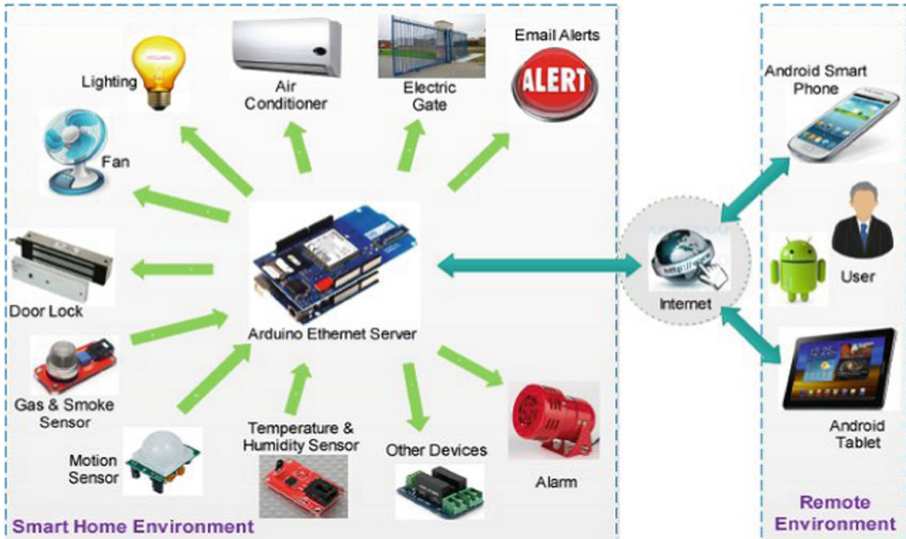 Lighting
Air
Conditioner
Electric
Gate
Email Alerts
ALERT
Android Smart
Phone
Fan
Door Lock
Arduino Ethernet Server
http://w
Internet
User
Gas & Smoke
Sensor
Motion
Sensor
Temperature &
Humidity Sensor
Other Devices
Alarm
Android
Tablet
Smart Home Environment
Remote
Environment